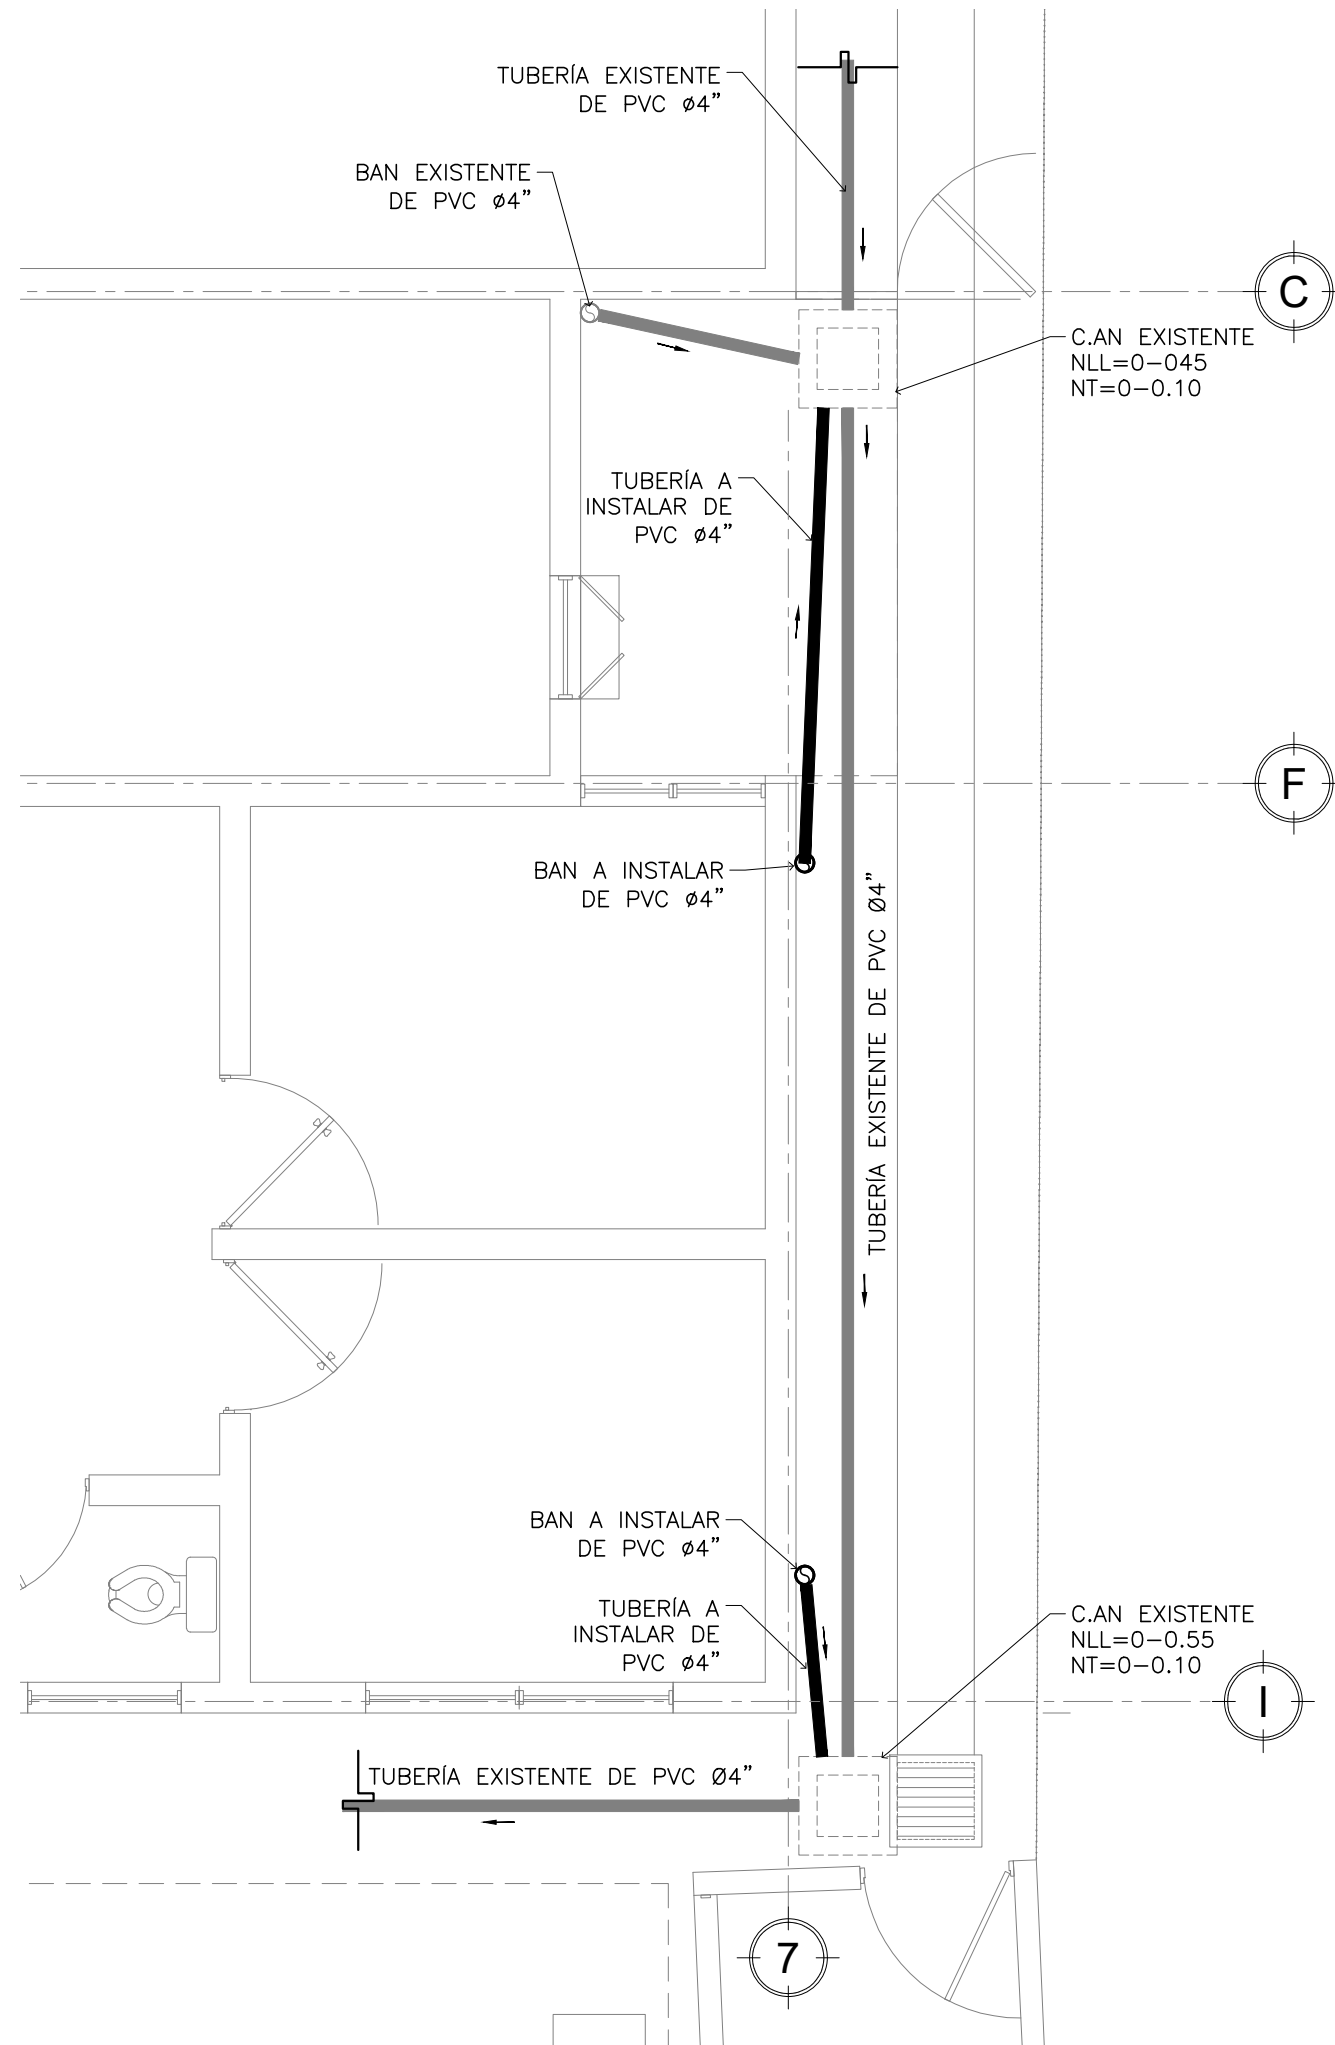 TUBERÍA EXISTENTE
DE PVC ø4”
BAN EXISTENTE
DE PVC ø4”
C
C.AN EXISTENTE
NLL=0-045
NT=0-0.10
TUBERÍA A
INSTALAR DE
PVC ø4”
F
BAN A INSTALAR
DE PVC ø4”
TUBERÍA EXISTENTE DE PVC Ø4”
BAN A INSTALAR
DE PVC ø4”
TUBERÍA A
INSTALAR DE
PVC ø4”
C.AN EXISTENTE
NLL=0-0.55
NT=0-0.10
I
TUBERÍA EXISTENTE DE PVC Ø4”
7